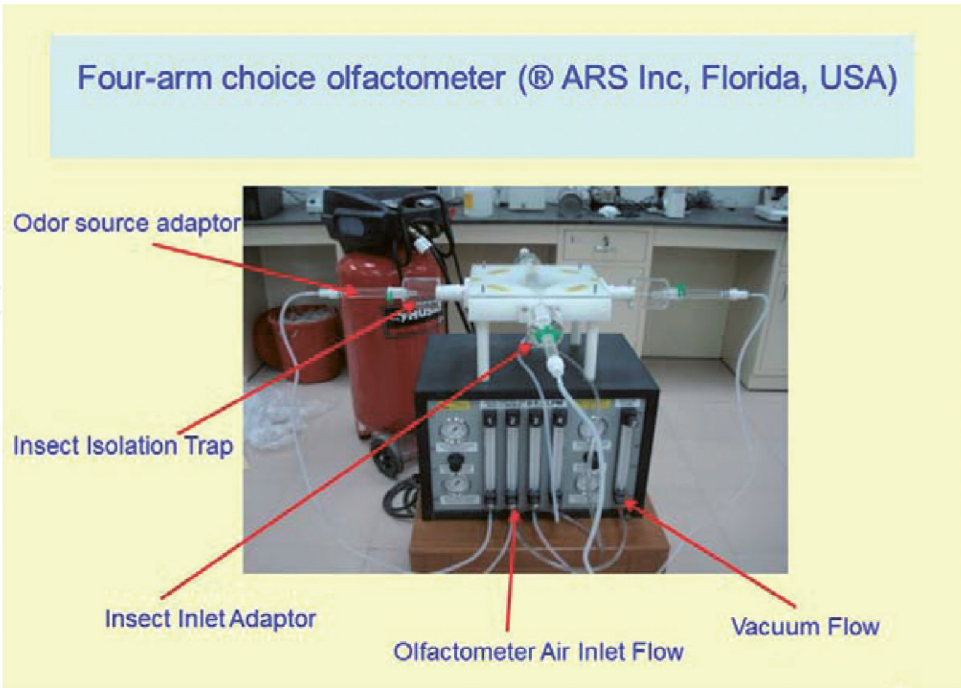 Four-arm choice olfactometer (® ARS Inc, Florida, USA)
Odor source adaptor
Insect Isolation Trap
Insect Inlet Adaptor
Olfactometer Air Inlet Flow
Vacuum Flow